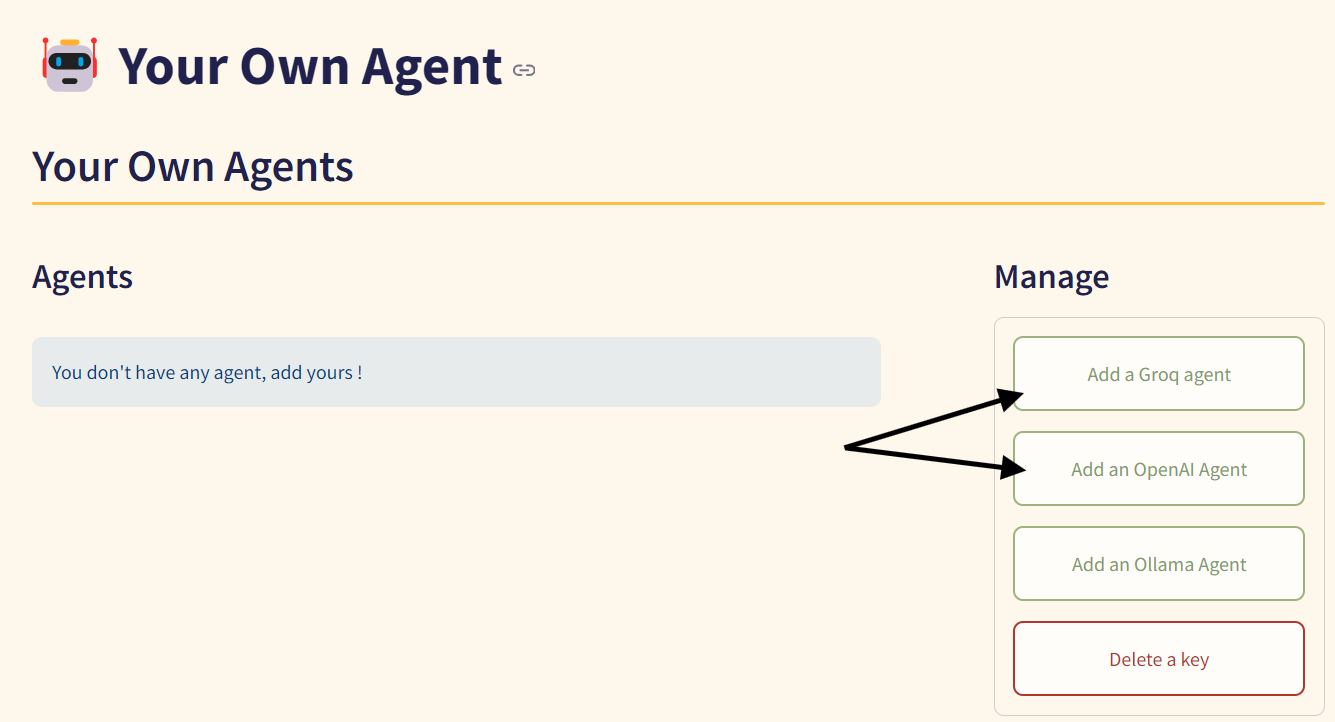 Your Own Agent
Your Own Agents
Agents
You don't have any agent, add yours !
Manage
Add a Groq agent
Add an OpenAI Agent
Add an Ollama Agent
Delete a key